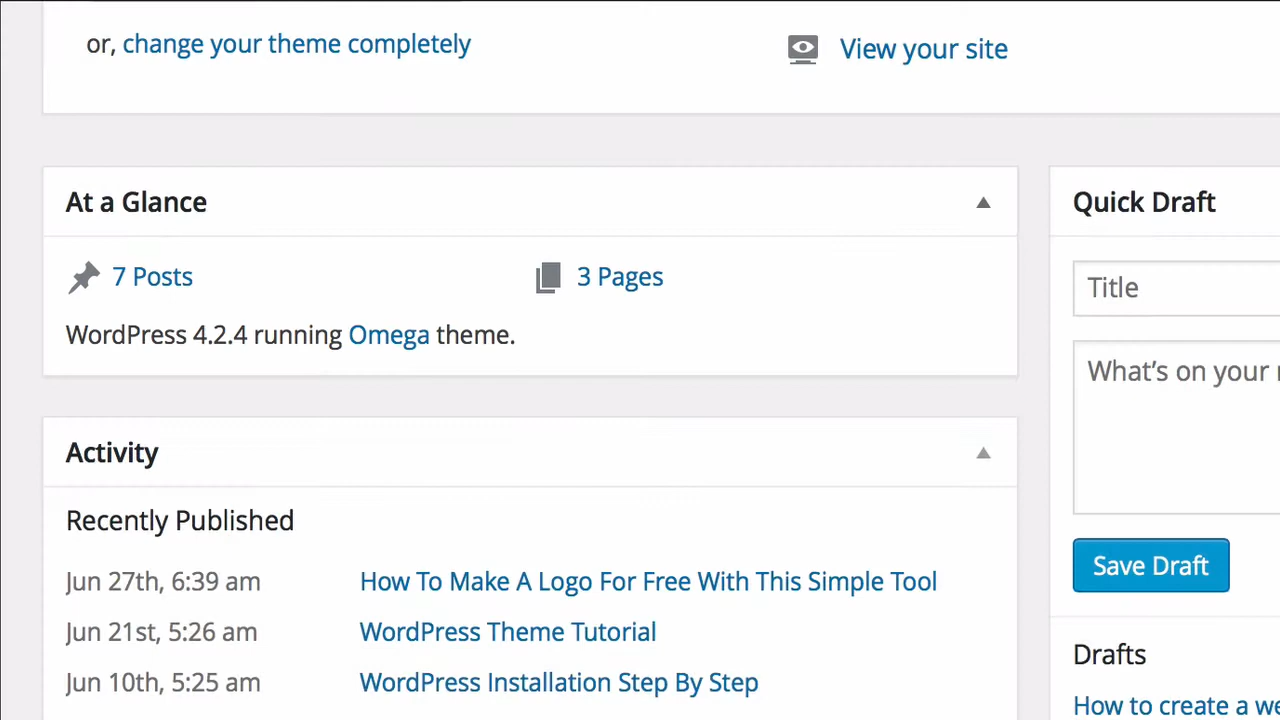 or, change your theme completely
View your site
At a Glance
7 Posts
3 Pages
WordPress 4.2.4 running Omega theme.
Activity
Recently Published
Jun 27th, 6:39 am How To Make A Logo For Free With This Simple Tool
Jun 21st, 5:26 am WordPress Theme Tutorial
Jun 10th, 5:25 am WordPress Installation Step By Step
Quick Draft
Title
What's on your
Save Draft
Drafts
How to create a